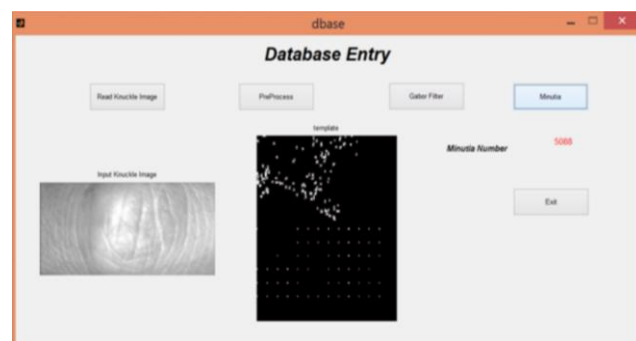 dbase
Database Entry
Read Knuckle Image
PreProcess
Gabor Filter
Minutia
template
Minutia Number
5088
Input Knuckle Image
Exit